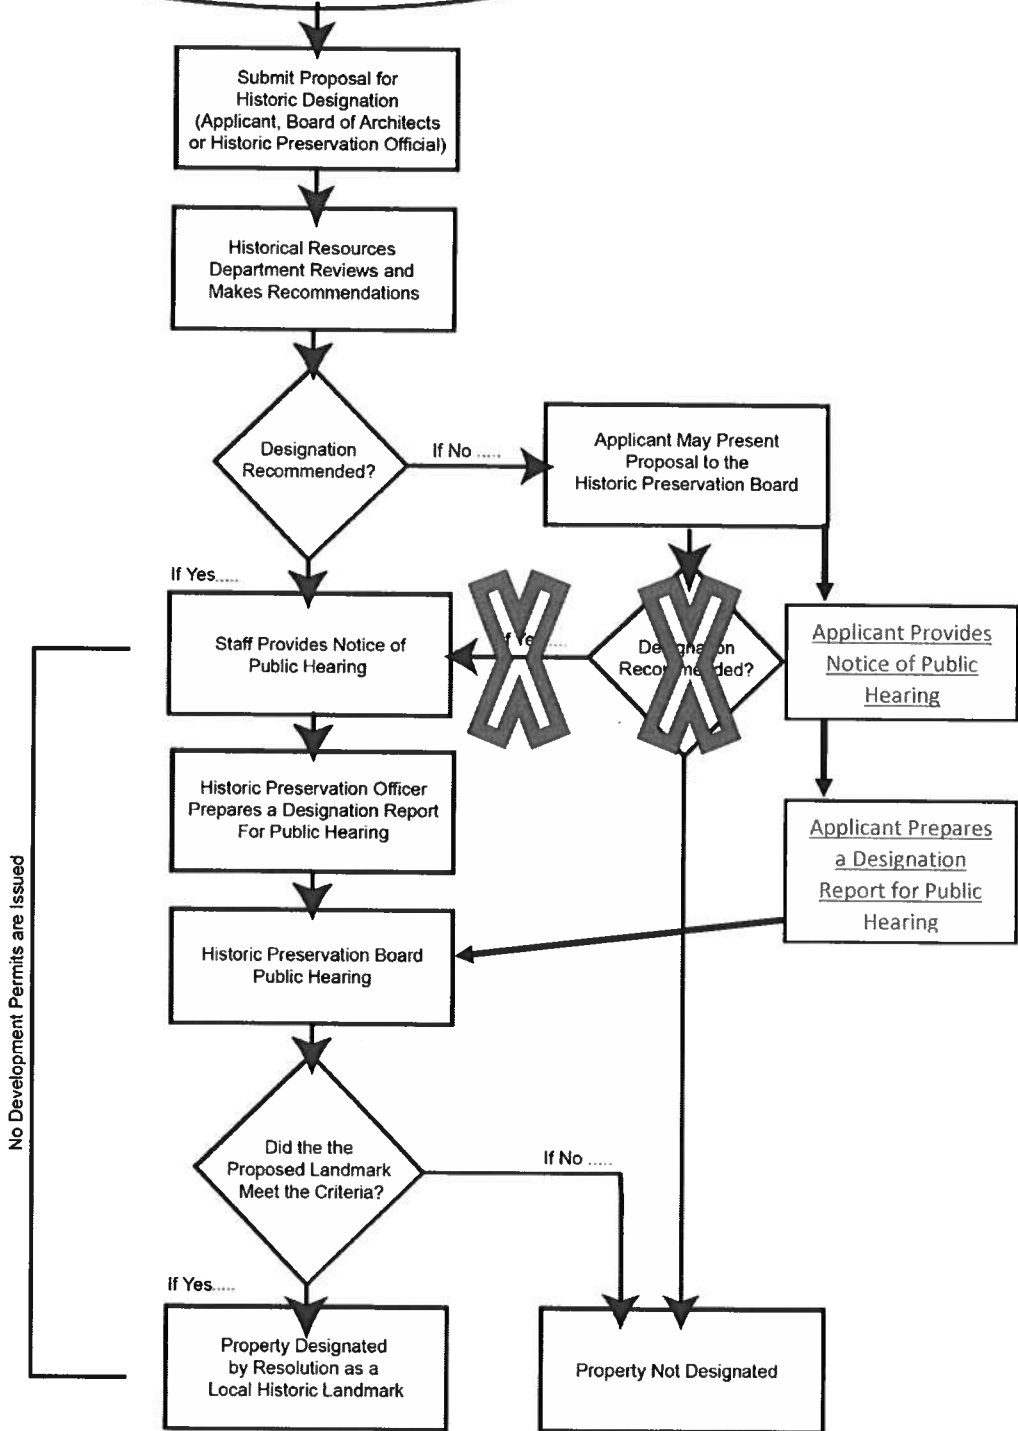 Submit Proposal for
Historic Designation
(Applicant, Board of Architects
or Historic Preservation Official)
Historical Resources
Department Reviews and
Makes Recommendations
Designation
Recommended?
If No .....
Applicant May Present
Proposal to the
Historic Preservation Board
If Yes.....
Staff Provides Notice of
Public Hearing
Recommended?
Applicant Provides
Notice of Public
Hearing
Historic Preservation Officer
Prepares a Designation Report
For Public Hearing
Applicant Prepares
a Designation
Report for Public
Hearing
Historic Preservation Board
Public Hearing
No Development Permits are Issued
Did the the
Proposed Landmark
Meet the Criteria?
If No .....
If Yes.....
Property Designated
by Resolution as a
Local Historic Landmark
Property Not Designated